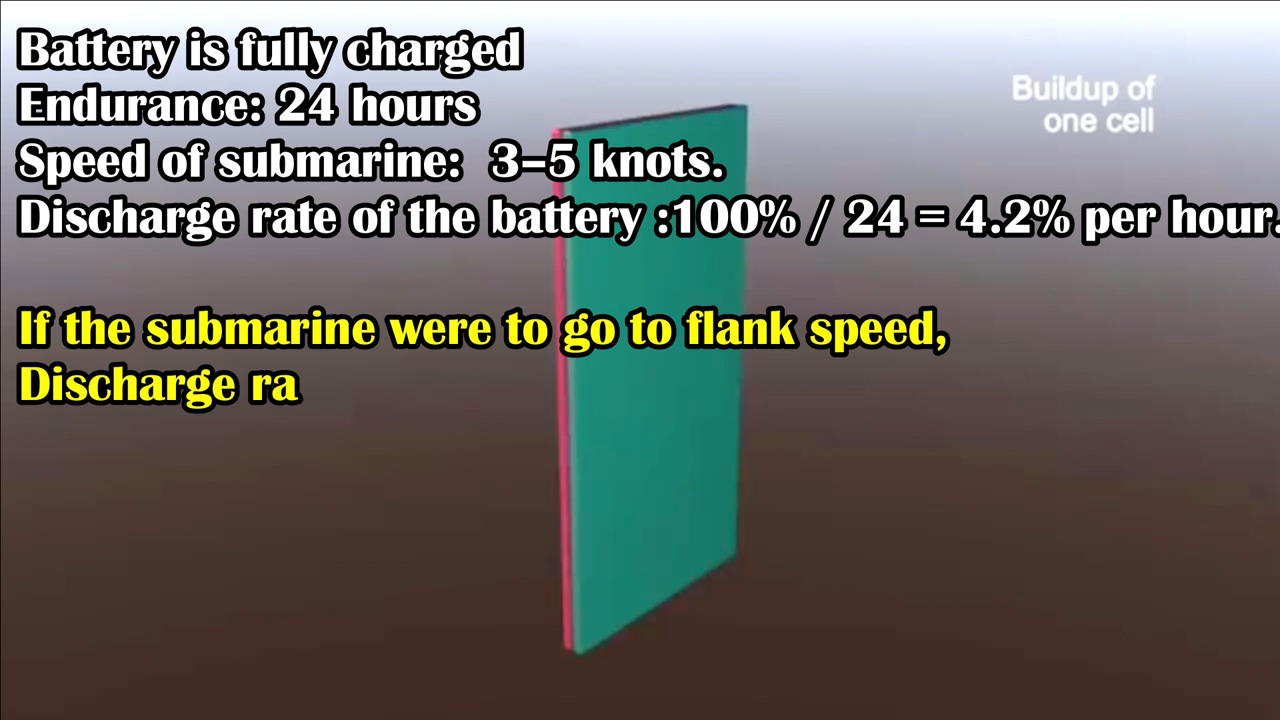 Battery is fully charged
Endurance: 24 hours
Speed of submarine:  3–5 knots.
Discharge rate of the battery :100% / 24 = 4.2% per hour.
Buildup of
one cell
If the submarine were to go to flank speed,
Discharge ra